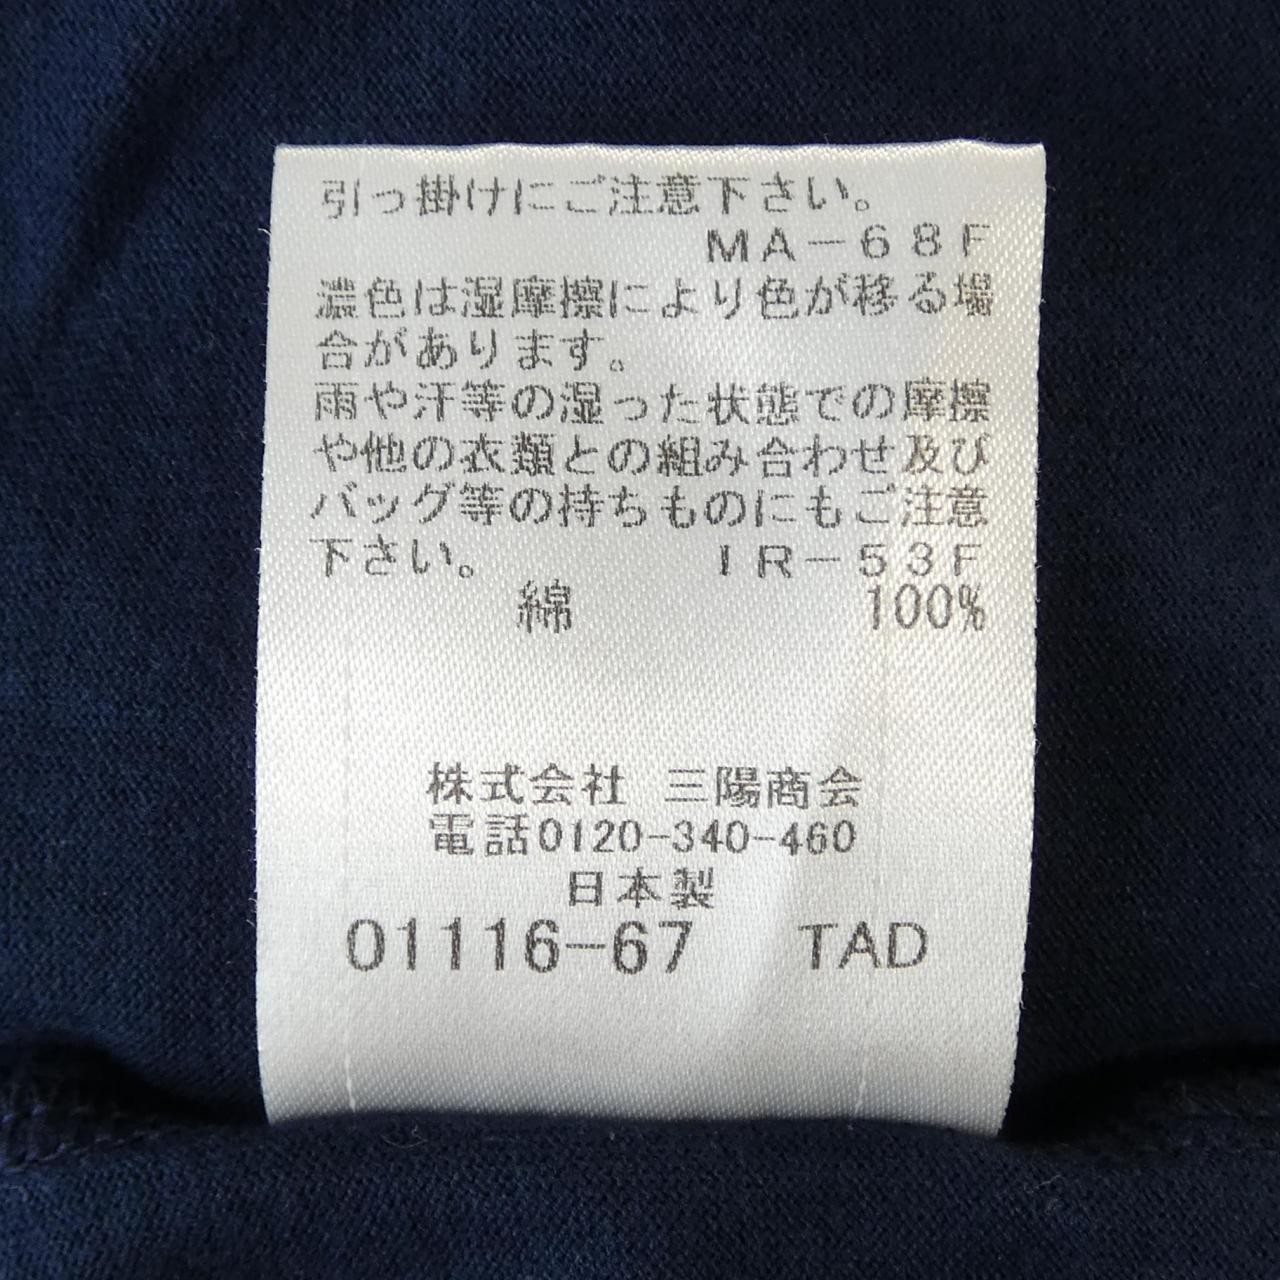 引っ掛けにご注意下さい。
MA-68F
濃色は湿摩擦により色が移る場
合があります。
雨や汗等の湿った状態での摩擦
や他の衣類との組み合わせ及び
バッグ等の持ちものにもご注意
下さい。 IR-53F
綿 100%
株式会社 三陽商会
電話0120-340-460
日本製
01116-67 TAD